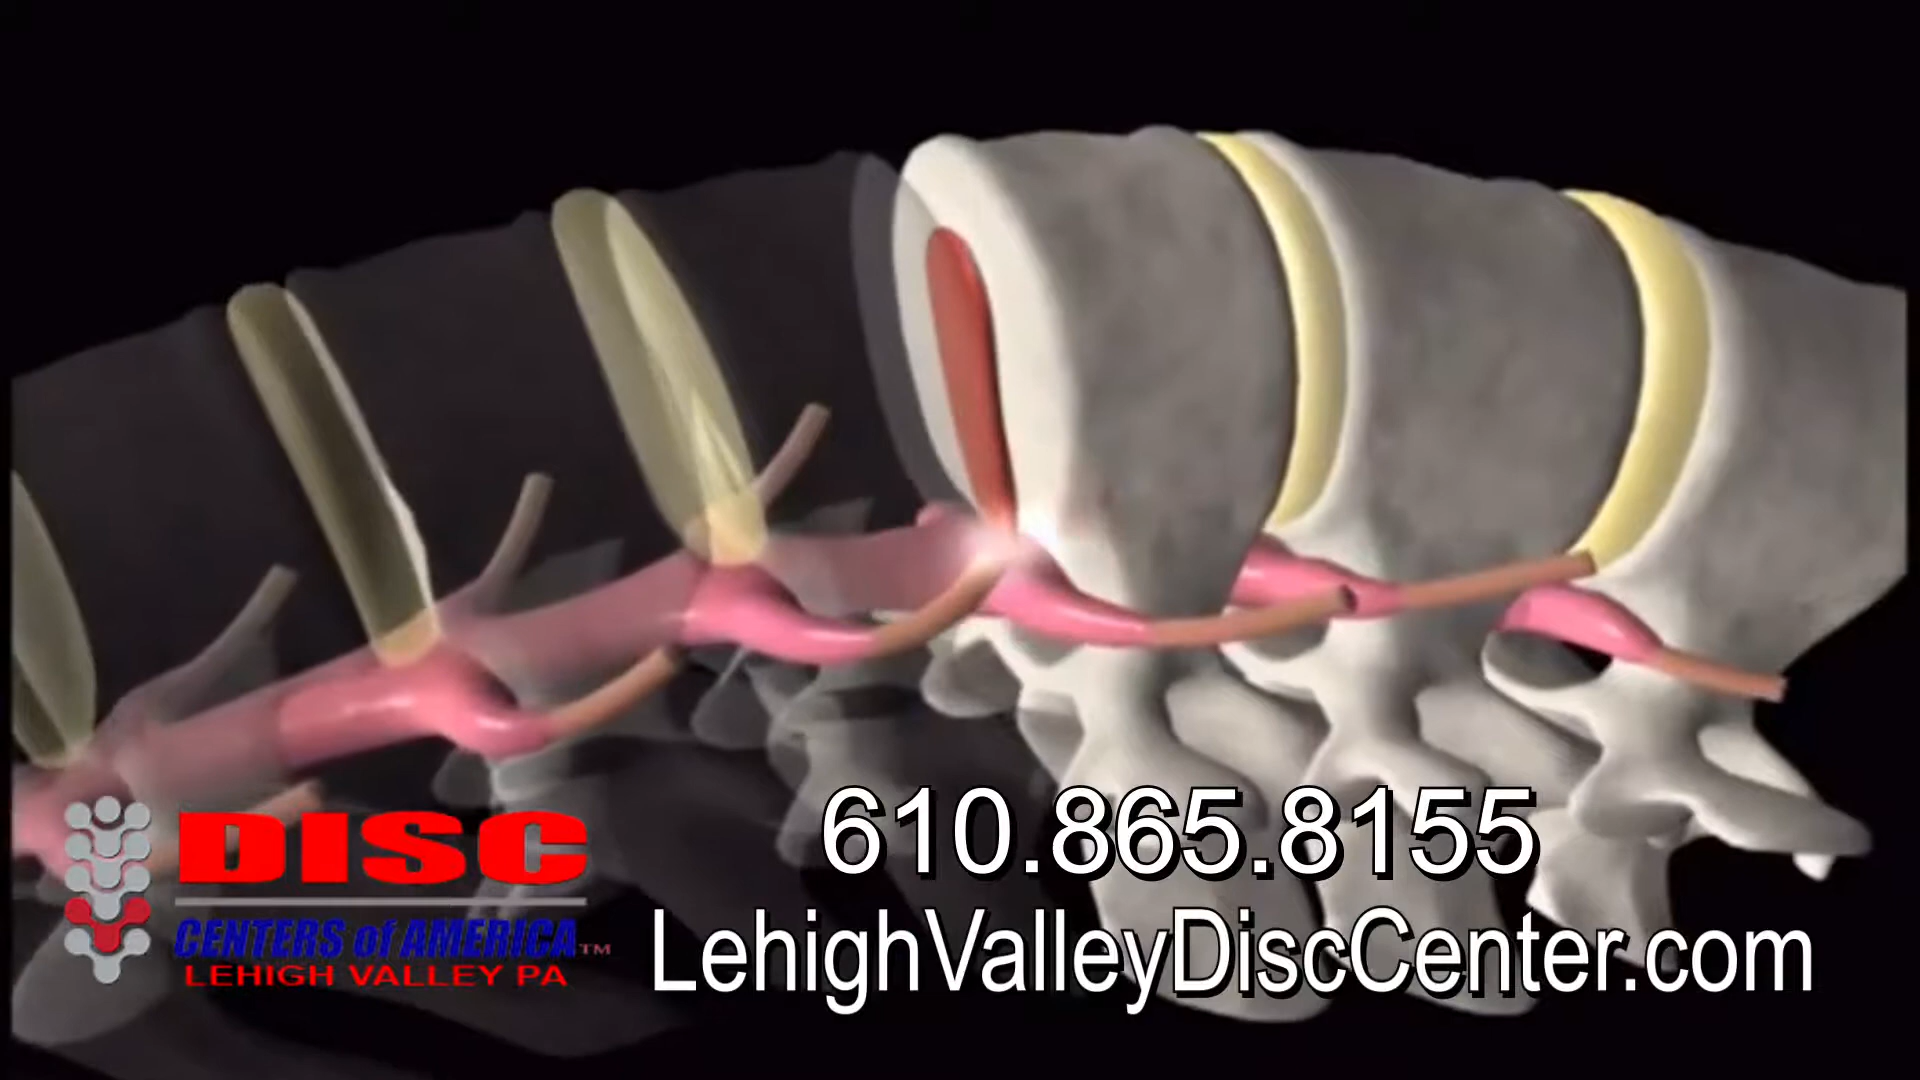 610.865.8155
DISC
CENTERS of AMERICA™
LEHIGH VALLEY PA
LehighValleyDiscCenter.com